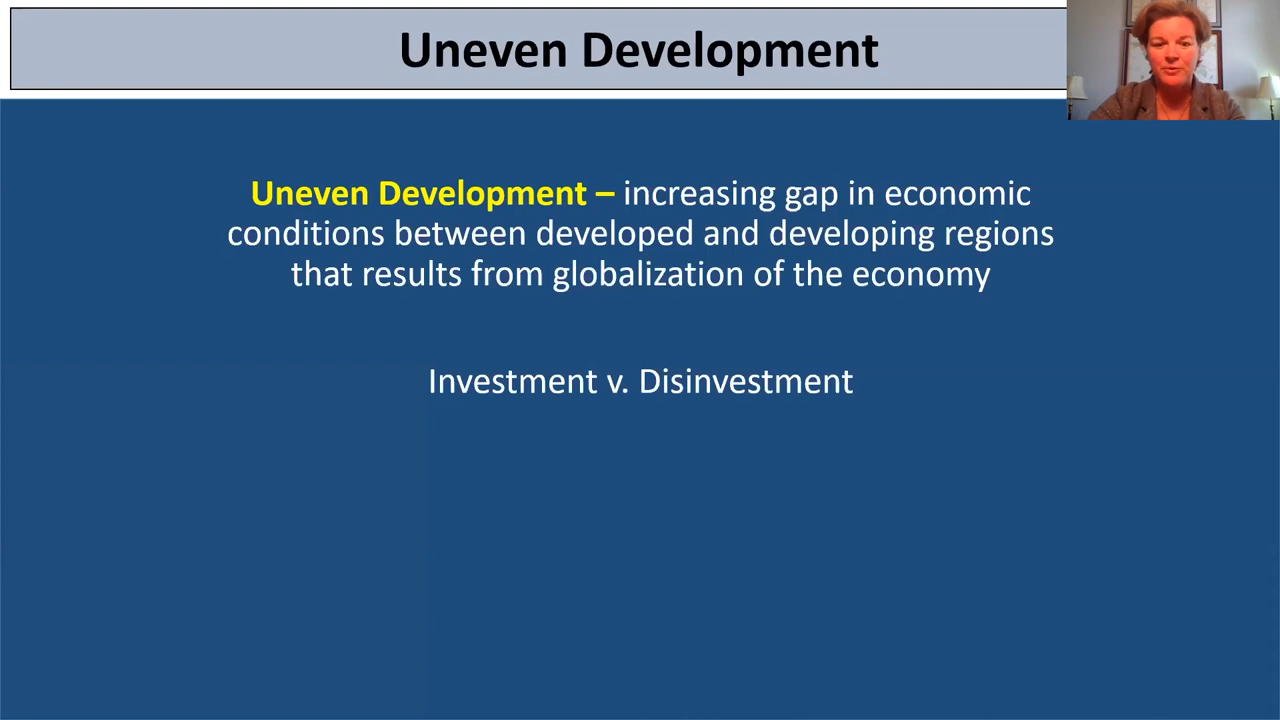 Uneven Development
Uneven Development – increasing gap in economic
conditions between developed and developing regions
that results from globalization of the economy
Investment v. Disinvestment